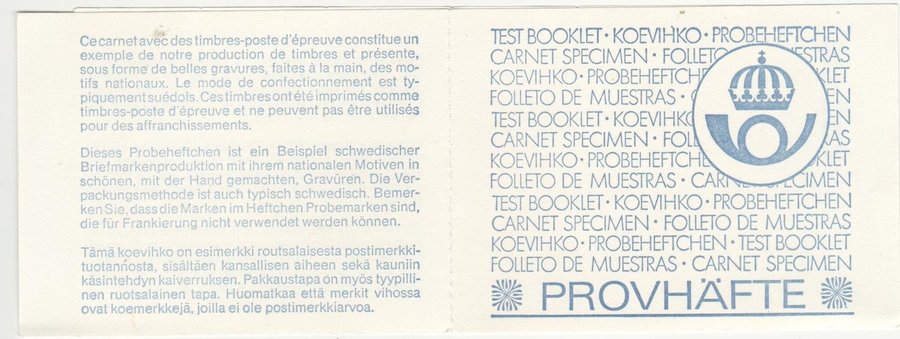 Ce carnet avec des timbres-poste d'épreuve constitue un
exemple de notre production de timbres et présente,
sous forme de belles gravures, faites à la main, des mo-
tifs nationaux. Le mode de confectionnement est ty-
piquement suédois. Ces timbres ont été imprimés comme
timbres-poste d'épreuve et ne peuvent pas être utilisés
pour des affranchissements.
Dieses Probeheftchen ist ein Beispiel schwedischer
Briefmarkenproduktion mit ihrem nationalen Motiven in
schönen, mit der Hand gemachten, Gravüren. Die Ver-
packungsmethode ist auch typisch schwedisch. Bemer-
ken Sie, dass die Marken im Heftchen Probemarken sind,
die für Frankierung nicht verwendet werden können.
Tämä koevihko on esimerkki routsalaisesta postimerkki-
tuotannosta, sisältäen kansallisen aiheen sekä kauniin
käsintehdyn kaiverruksen. Pakkaustapa on myös tyypilli-
nen ruotsalainen tapa. Huomatkaa että merkit vihossa
ovat koemerkkejä, joilla ei ole postimerkkiarvoa.
TEST BOOKLET · KOEVIHKO · PROBEHEFTCHEN
CARNET SPECIMEN · FOLLETO MUESTRAS
KOEVIHKO · PROBEHEFTCHEN KLET
FOLLETO DE MUESTRAS · CA EN
TEST BOOKLET · KOEVIHKO EN
CARNET SPECIMEN · FOLL RAS
KOEVIHKO · PROBEHEFTCHEN LET
FOLLETO DE MUESTRAS · CARNET SPECIMEN
TEST BOOKLET · KOEVIHKO · PROBEHEFTCHEN
CARNET SPECIMEN · FOLLETO DE MUESTRAS
KOEVIHKO · PROBEHEFTCHEN · TEST BOOKLET
FOLLETO DE MUESTRAS · CARNET SPECIMEN
PROVHÄFTE